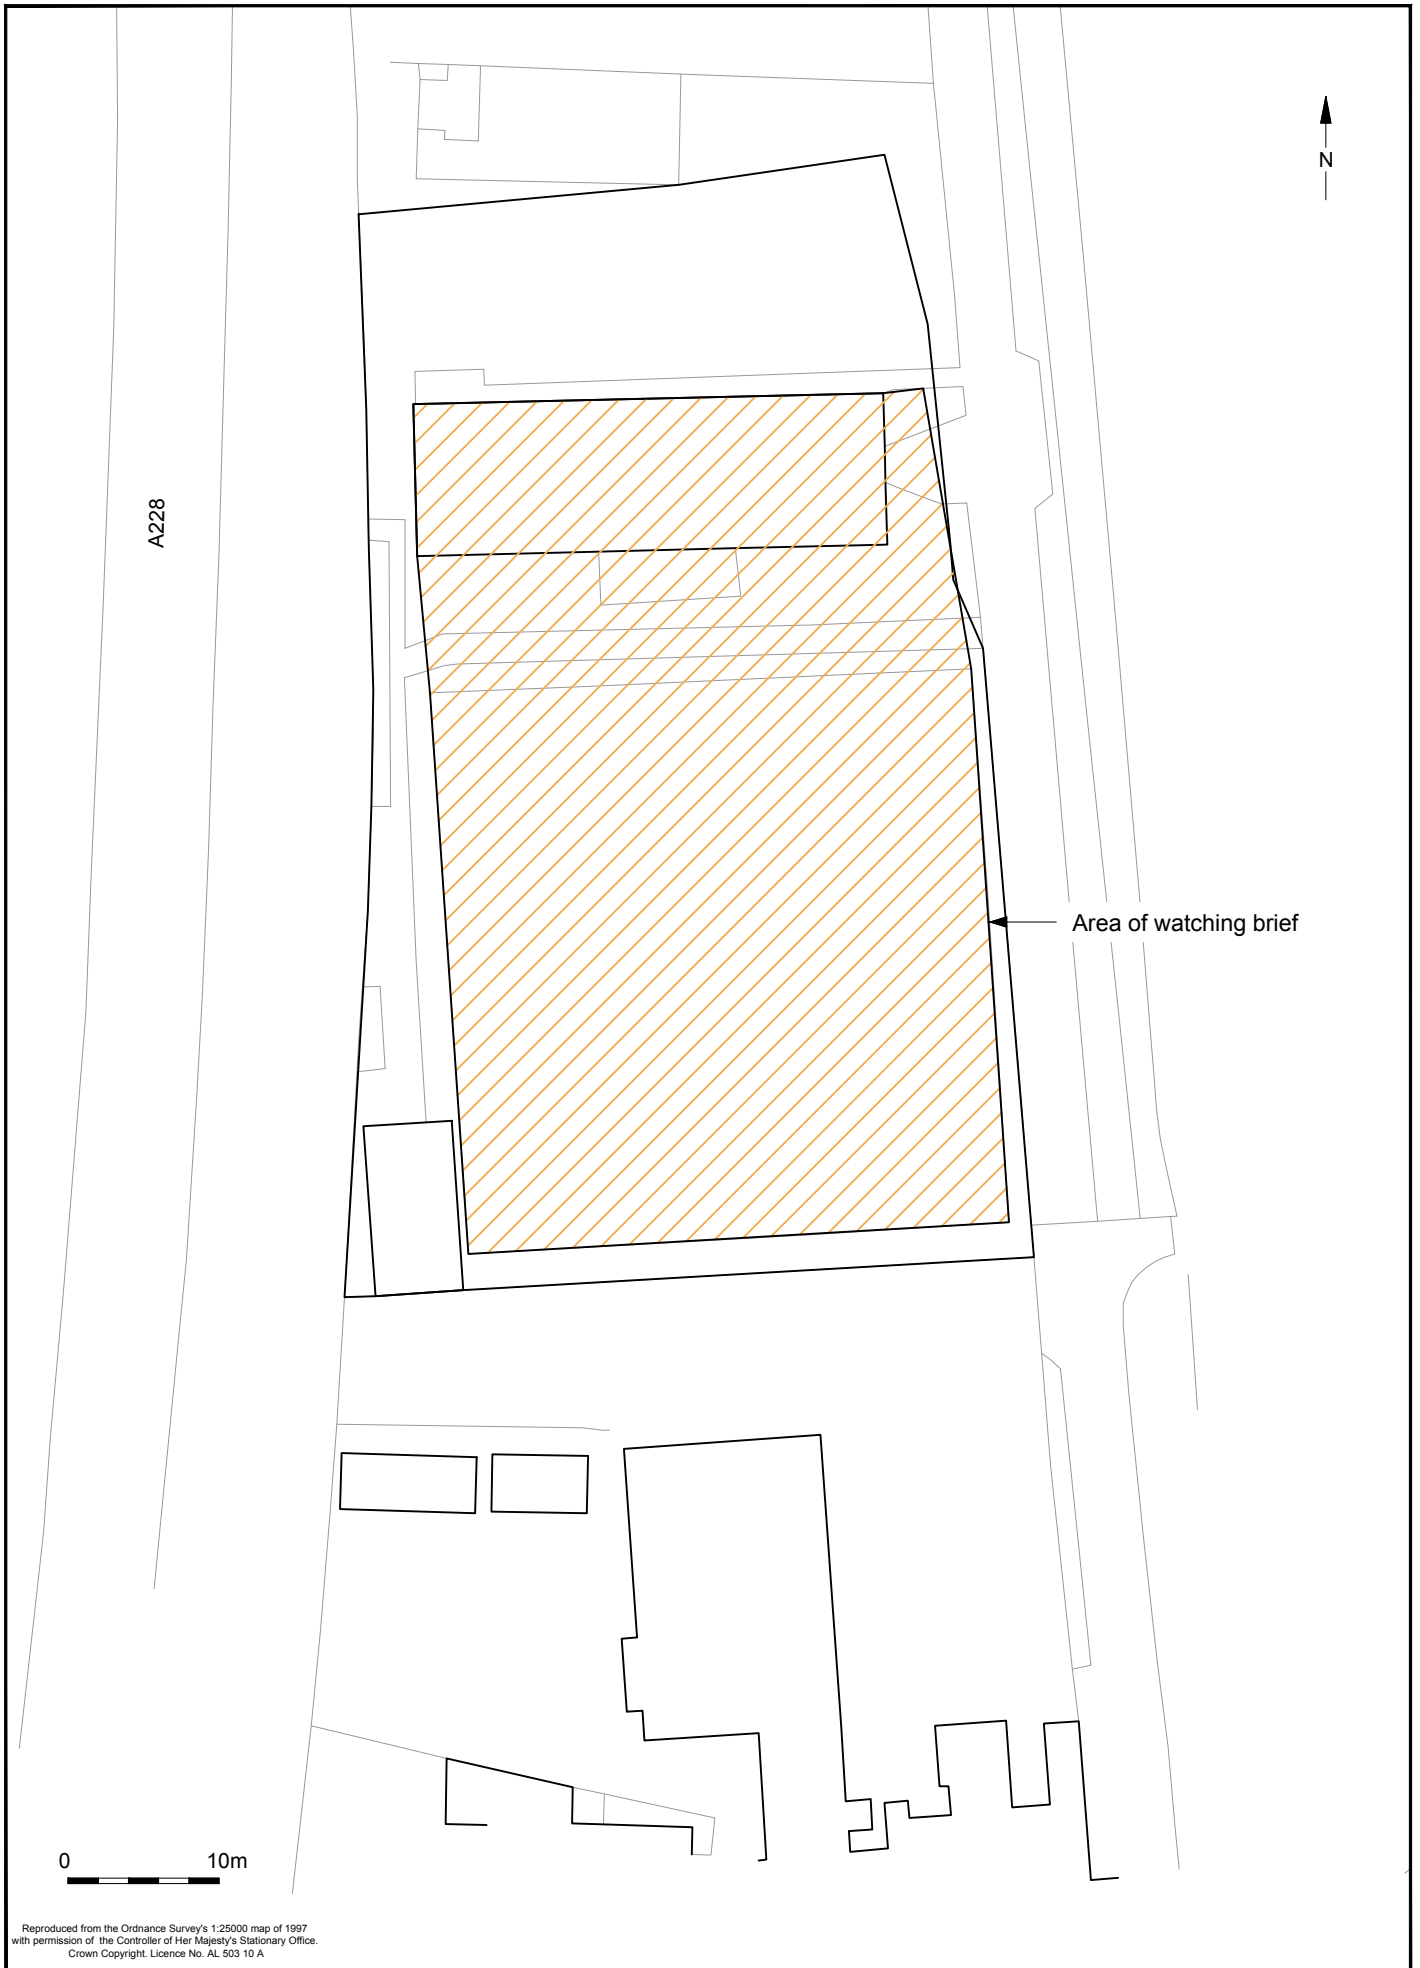 N
A228
Area of watching brief
0 10m
Reproduced from the Ordnance Survey's 1:25000 map of 1997
with permission of the Controller of Her Majesty's Stationary Office.
Crown Copyright. Licence No. AL 503 10 A